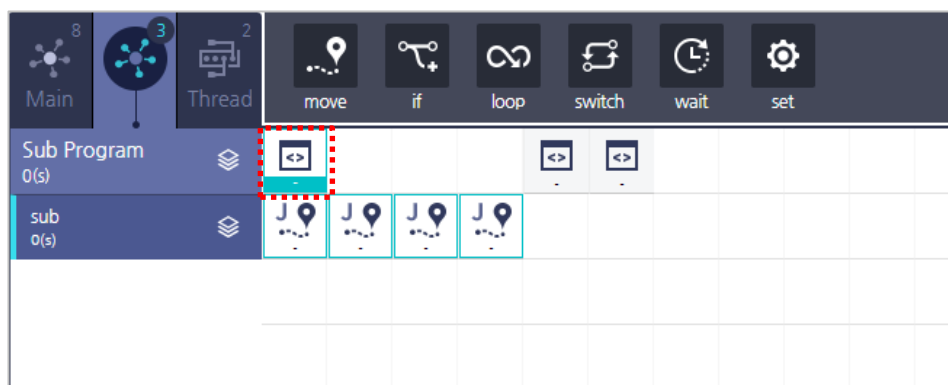 8
3
2
Main
Thread
move
if
loop
switch
wait
set
Sub Program
0(s)
-
-
-
sub
0(s)
J
J
J
J
-
-
-
-